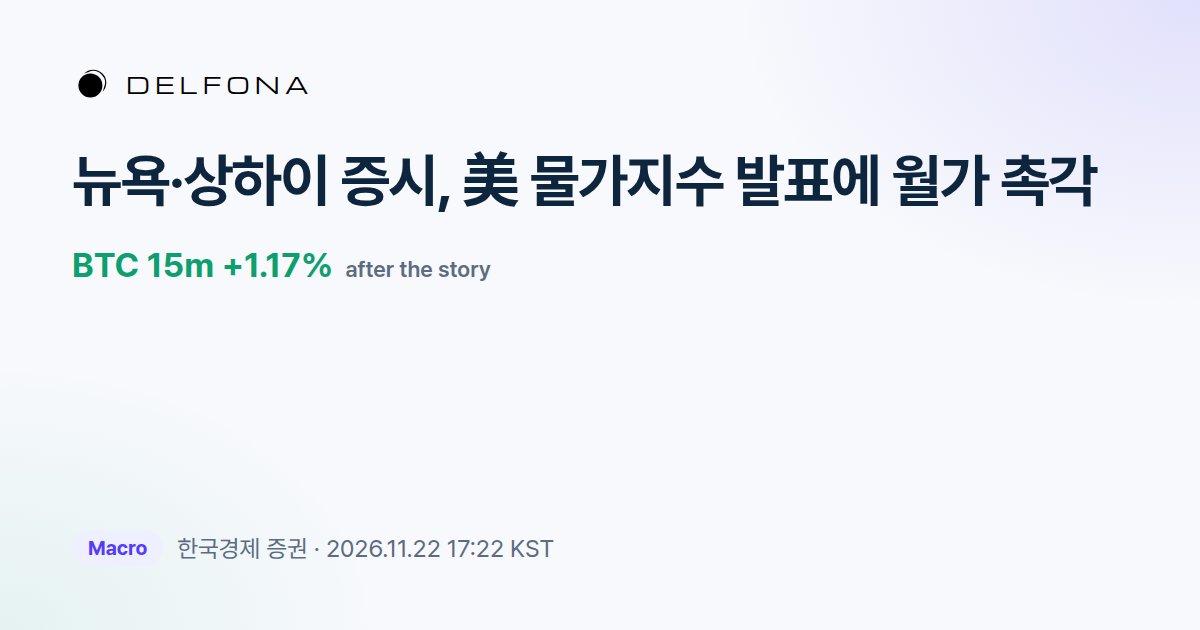 DELFONA
뉴욕·상하이 증시, 美 물가지수 발표에 월가 촉각
BTC 15m +1.17% after the story
Macro 한국경제 증권 · 2026.11.22 17:22 KST